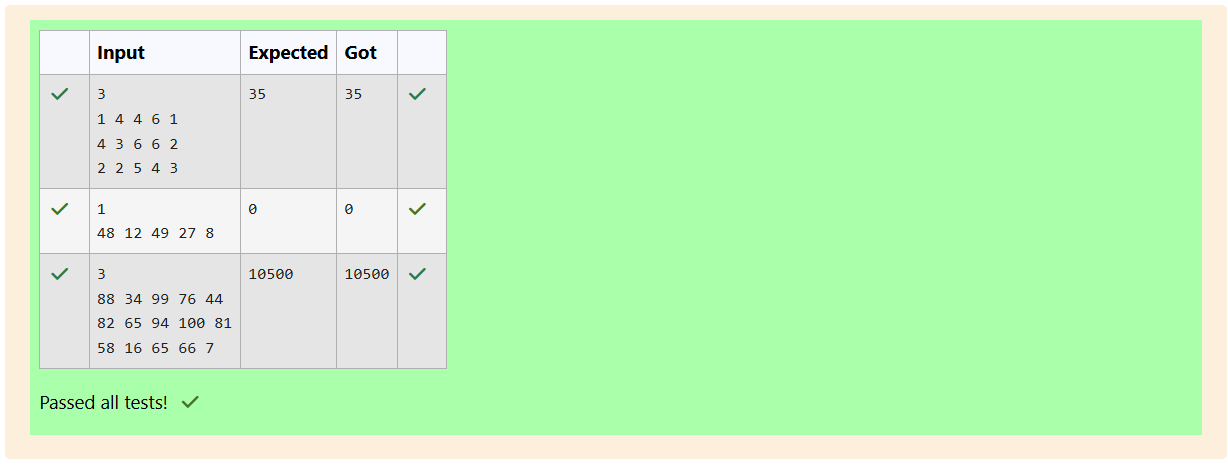 Input Expected Got
3 35 35
1 4 4 6 1
4 3 6 6 2
2 2 5 4 3
1 0 0
48 12 49 27 8
3 10500 10500
88 34 99 76 44
82 65 94 100 81
58 16 65 66 7
Passed all tests!